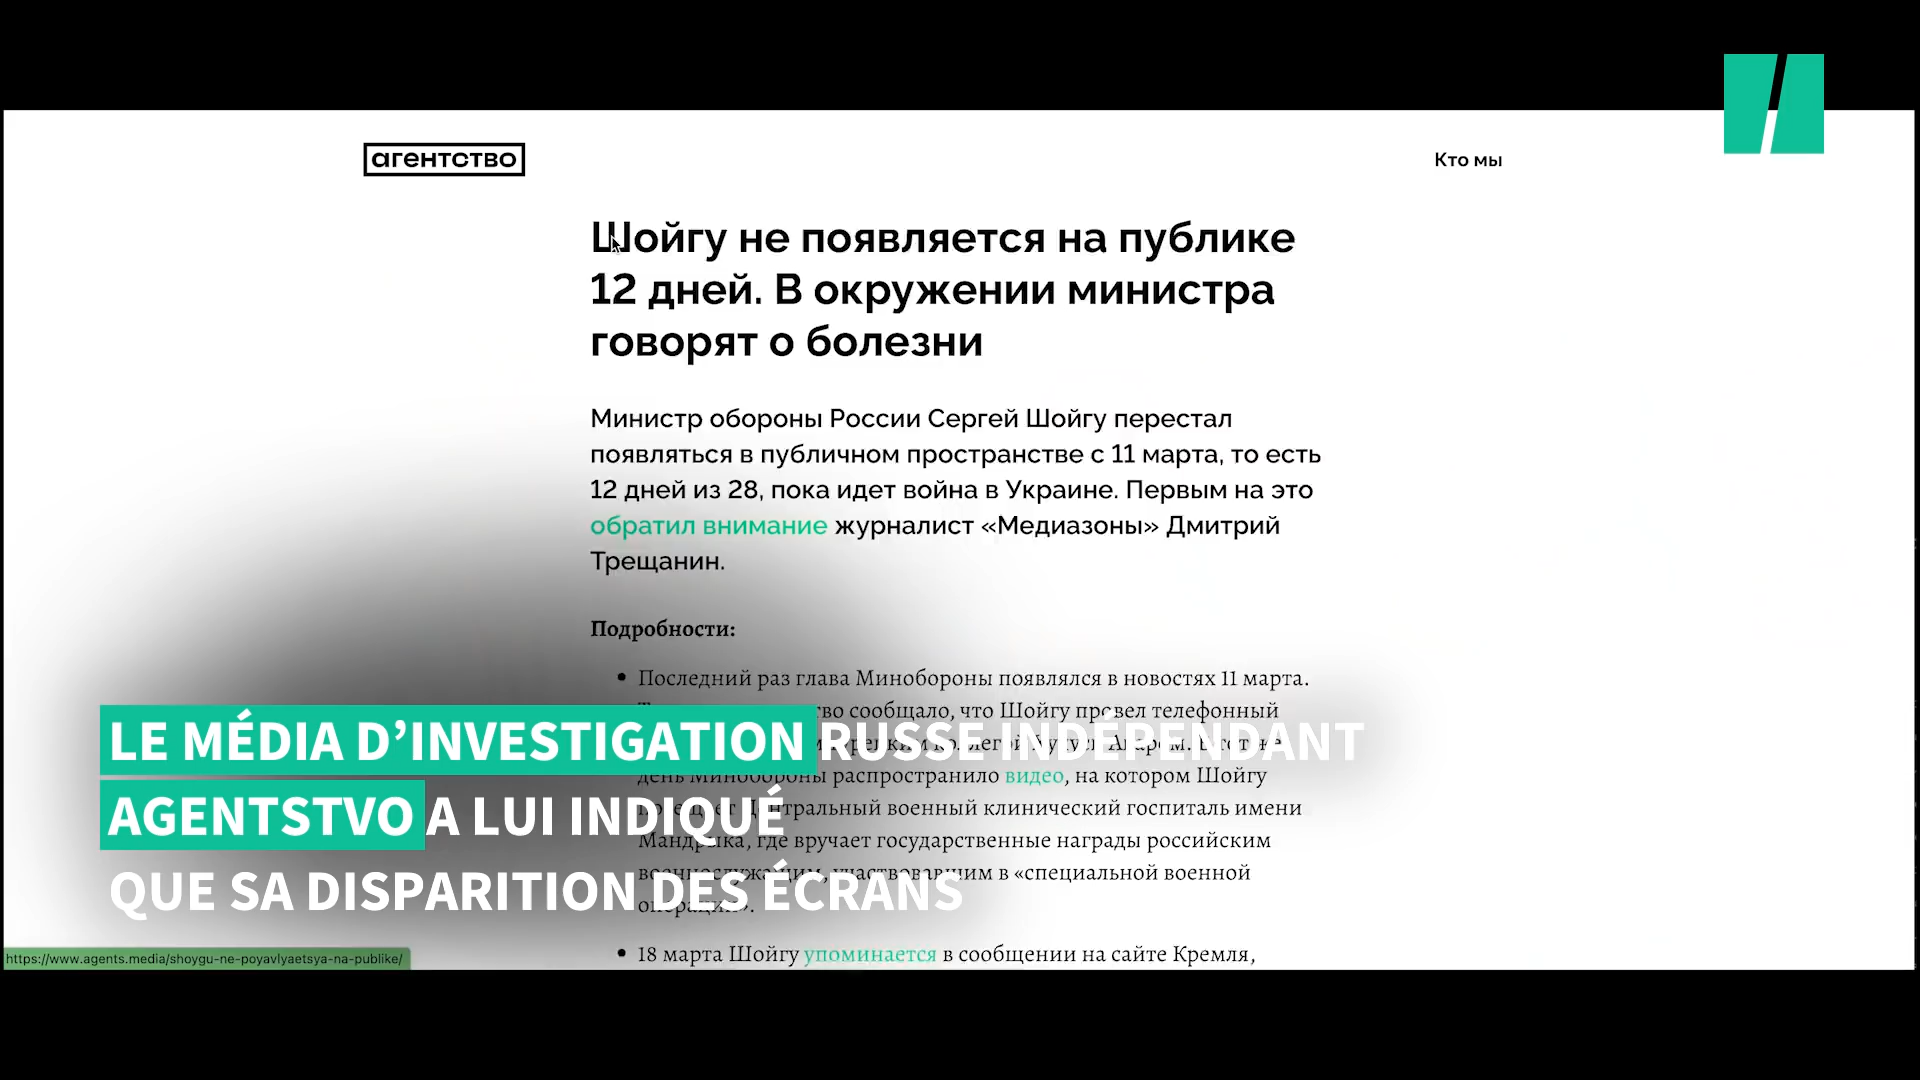 агентство
Кто мы
Шойгу не появляется на публике
12 дней. В окружении министра
говорят о болезни
Министр обороны России Сергей Шойгу перестал
появляться в публичном пространстве с 11 марта, то есть
12 дней из 28, пока идет война в Украине. Первым на это
обратил внимание журналист «Медиазоны» Дмитрий
Трещанин.
Подробности:
• Последний раз глава Минобороны появлялся в новостях 11 марта.
сообщало, что Шойгу провел телефонный
день Минобороны распространило видео, на котором Шойгу
Центральный военный клинический госпиталь имени
Мандрыка, где вручает государственные награды российским
военнослужащим, участвовавшим в «специальной военной
операции».
• 18 марта Шойгу упоминается в сообщении на сайте Кремля,
LE MÉDIA D’INVESTIGATION RUSSE INDÉPENDANT
AGENTSTVO A LUI INDIQUÉ
QUE SA DISPARITION DES ÉCRANS
https://www.agents.media/shoygu-ne-poyavlyaetsya-na-publike/